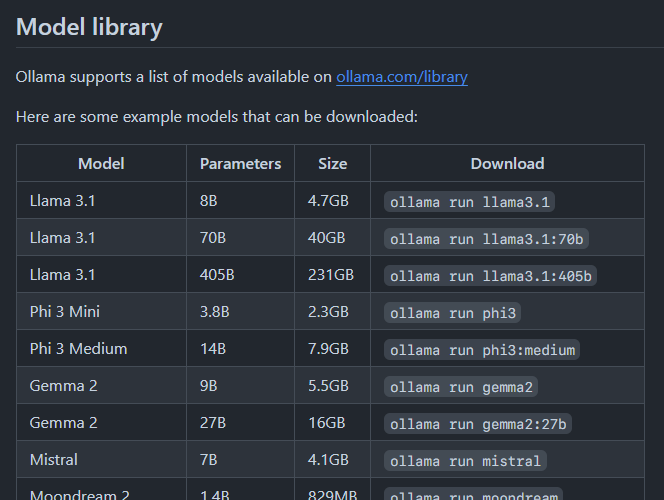 Model library
Ollama supports a list of models available on ollama.com/library
Here are some example models that can be downloaded:
Model Parameters Size Download
Llama 3.1 8B 4.7GB ollama run llama3.1
Llama 3.1 70B 40GB ollama run llama3.1:70b
Llama 3.1 405B 231GB ollama run llama3.1:405b
Phi 3 Mini 3.8B 2.3GB ollama run phi3
Phi 3 Medium 14B 7.9GB ollama run phi3:medium
Gemma 2 9B 5.5GB ollama run gemma2
Gemma 2 27B 16GB ollama run gemma2:27b
Mistral 7B 4.1GB ollama run mistral
Moondream 2 1.4B 829MB ollama run moondream